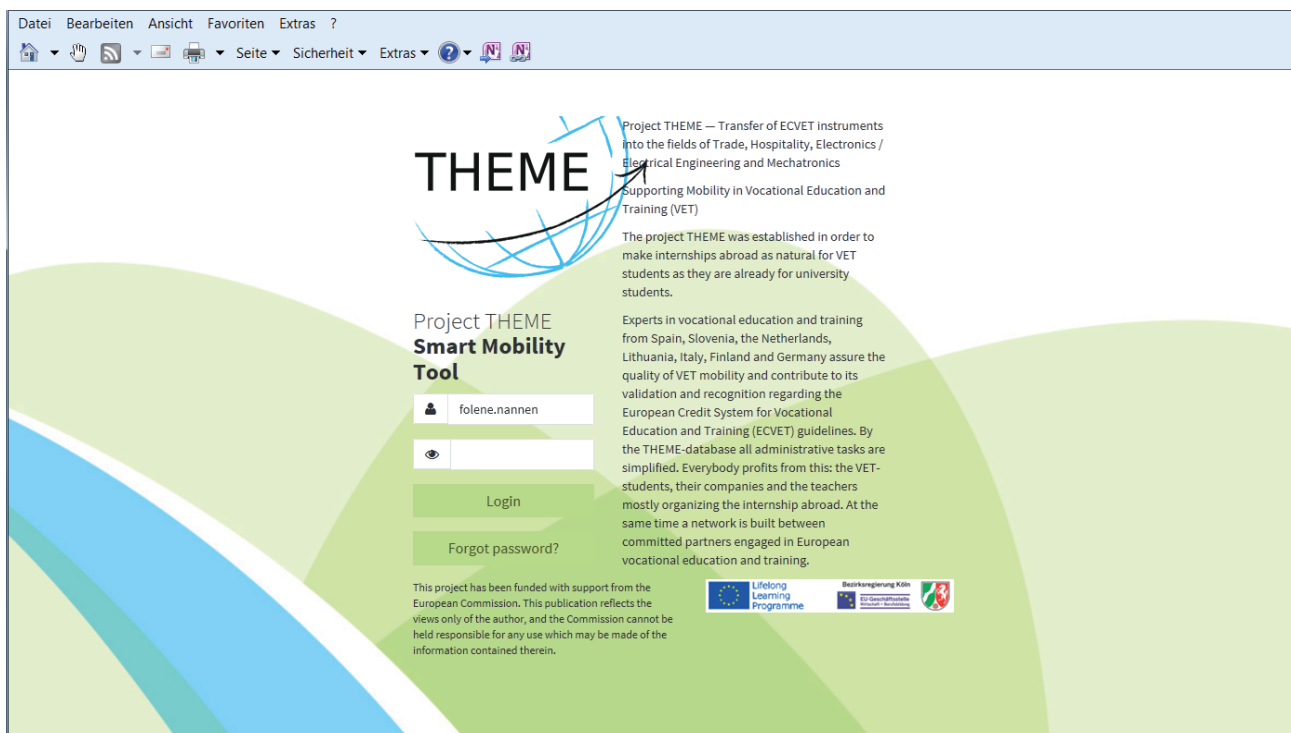 Datei Bearbeiten Ansicht Favoriten Extras ?
Seite Sicherheit Extras
THEME
Project THEME — Transfer of ECVET instruments
into the fields of Trade, Hospitality, Electronics /
Electrical Engineering and Mechatronics
Supporting Mobility in Vocational Education and
Training (VET)
The project THEME was established in order to
make internships abroad as natural for VET
students as they are already for university
students.
Experts in vocational education and training
from Spain, Slovenia, the Netherlands,
Lithuania, Italy, Finland and Germany assure the
quality of VET mobility and contribute to its
validation and recognition regarding the
European Credit System for Vocational
Education and Training (ECVET) guidelines. By
the THEME-database all administrative tasks are
simplified. Everybody profits from this: the VET-
students, their companies and the teachers
mostly organizing the internship abroad. At the
same time a network is built between
committed partners engaged in European
vocational education and training.
Project THEME
Smart Mobility
Tool
folene.nannen
Login
Forgot password?
This project has been funded with support from the
European Commission. This publication reflects the
views only of the author, and the Commission cannot be
held responsible for any use which may be made of the
information contained therein.
Lifelong
Learning
Programme
Bezirksregierung Köln
EU-Geschäftsstelle
Wirtschaft - Berufsbildung